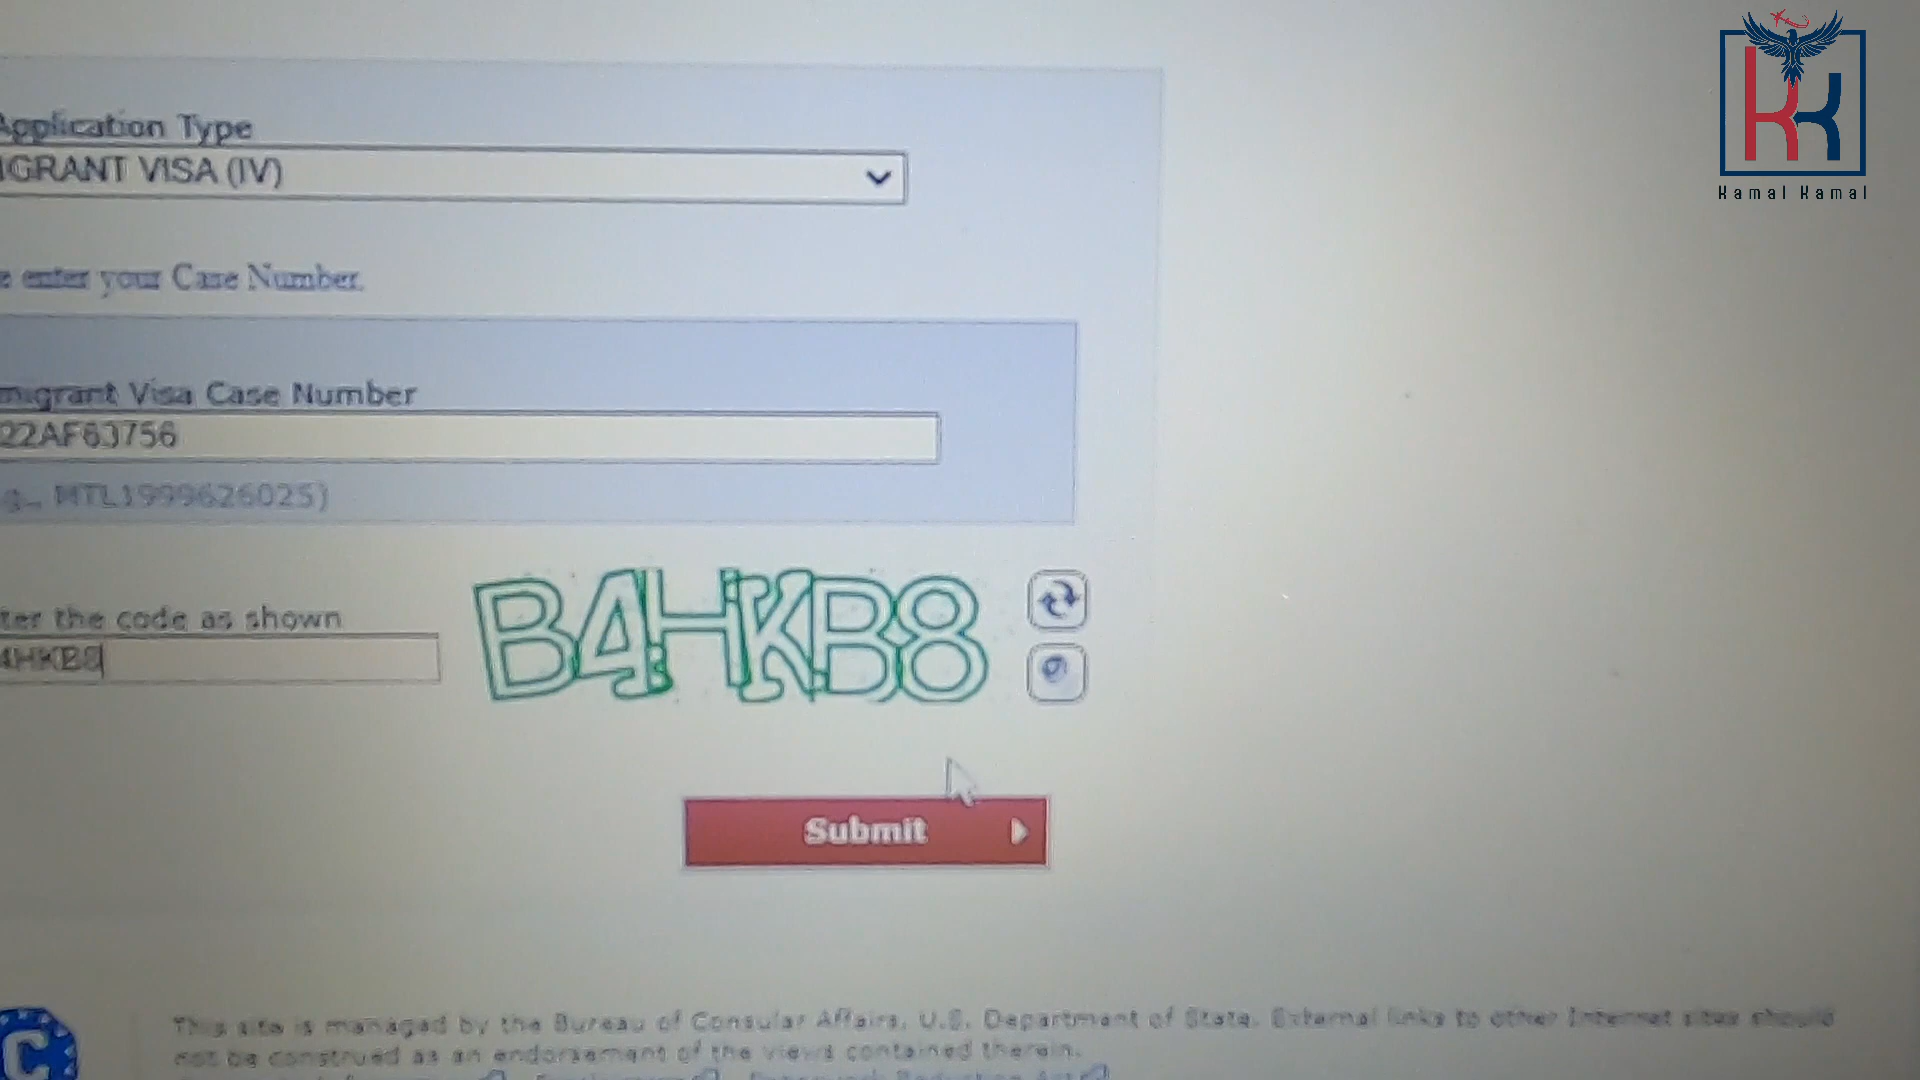 Application Type
IGRANT VISA (IV)
e enter your Case Number.
migrant Visa Case Number
22AF63756
g., MTL1999626025)
ter the code as shown
4HKB8
B4HKB8
Submit
This site is managed by the Bureau of Consular Affairs, U.S. Department of State. External links to other Internet sites should
not be construed as an endorsement of the views contained therein.
Kamal Kamal